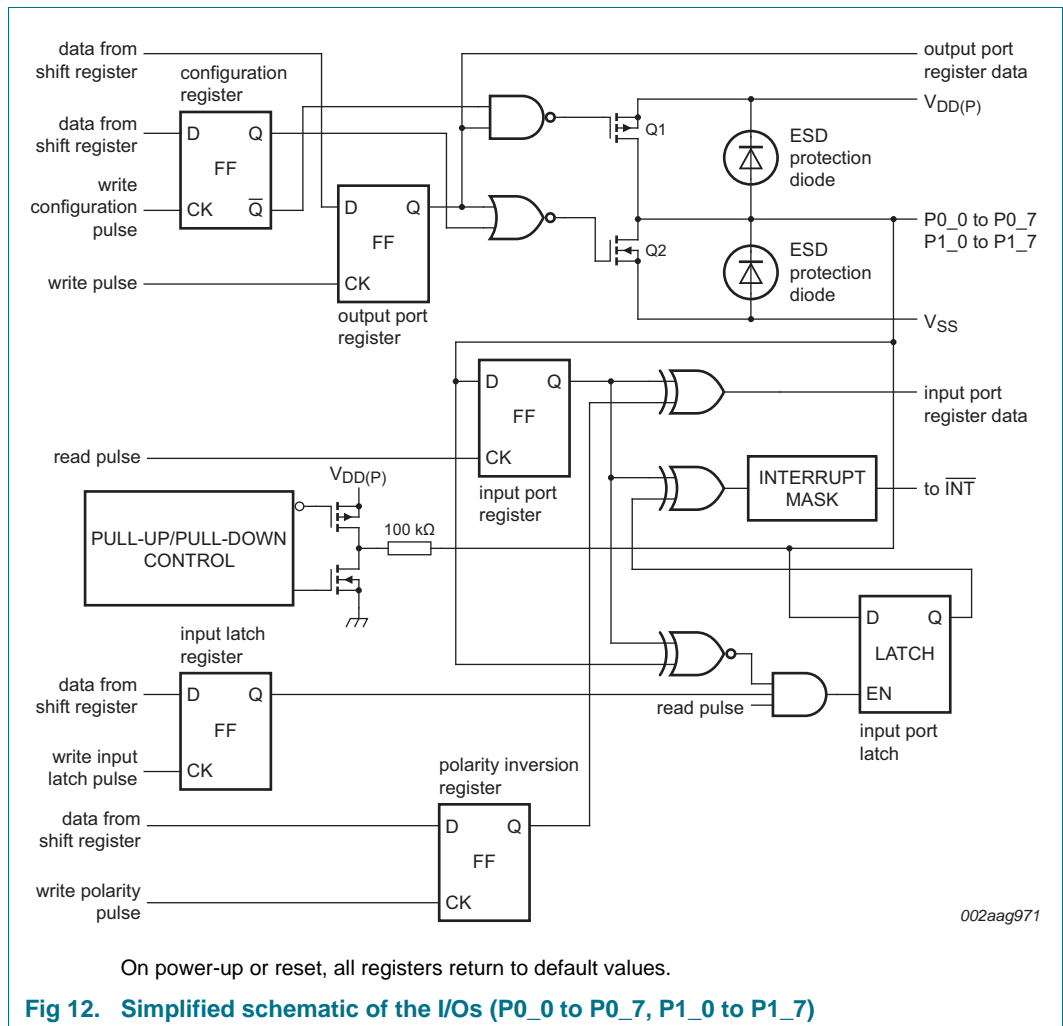 data from
shift register
configuration
register
data from
shift register
D
Q
FF
write
configuration
pulse
CK
Q̅
D
Q
FF
write pulse
CK
output port
register
output port
register data
VDD(P)
Q1
ESD
protection
diode
P0_0 to P0_7
P1_0 to P1_7
Q2
ESD
protection
diode
VSS
D
Q
FF
read pulse
CK
input port
register
input port
register data
INTERRUPT
MASK
to I̅N̅T̅
VDD(P)
PULL-UP/PULL-DOWN
CONTROL
100 kΩ
input latch
register
data from
shift register
D
Q
FF
write input
latch pulse
CK
read pulse
D
Q
LATCH
EN
input port
latch
polarity inversion
register
data from
shift register
D
Q
FF
write polarity
pulse
CK
002aag971
On power-up or reset, all registers return to default values.
Fig 12. Simplified schematic of the I/Os (P0_0 to P0_7, P1_0 to P1_7)